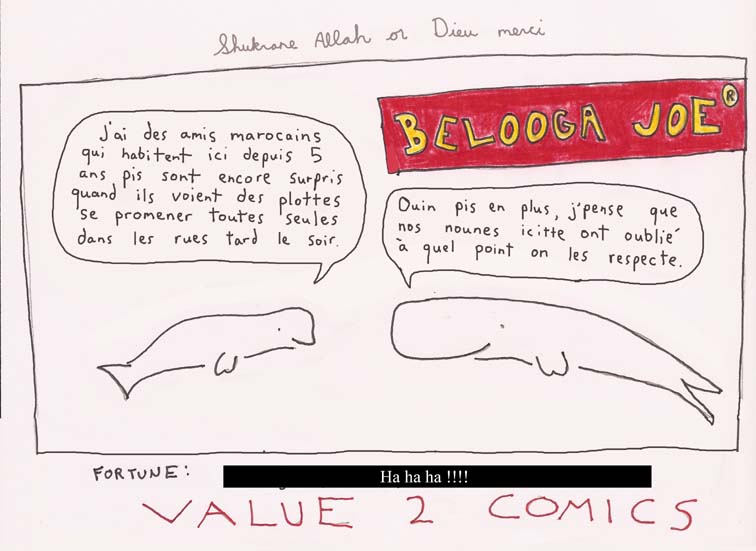 Shukrane Allah or Dieu merci
BELOOGA JOE®
J'ai des amis marocains
qui habitent ici depuis 5
ans pis sont encore surpris
quand ils voient des plottes
se promener toutes seules
dans les rues tard le soir.
Ouin pis en plus, j'pense que
nos nounes icitte ont oublié
à quel point on les respecte.
FORTUNE: Ha ha ha !!!!
VALUE 2 COMICS